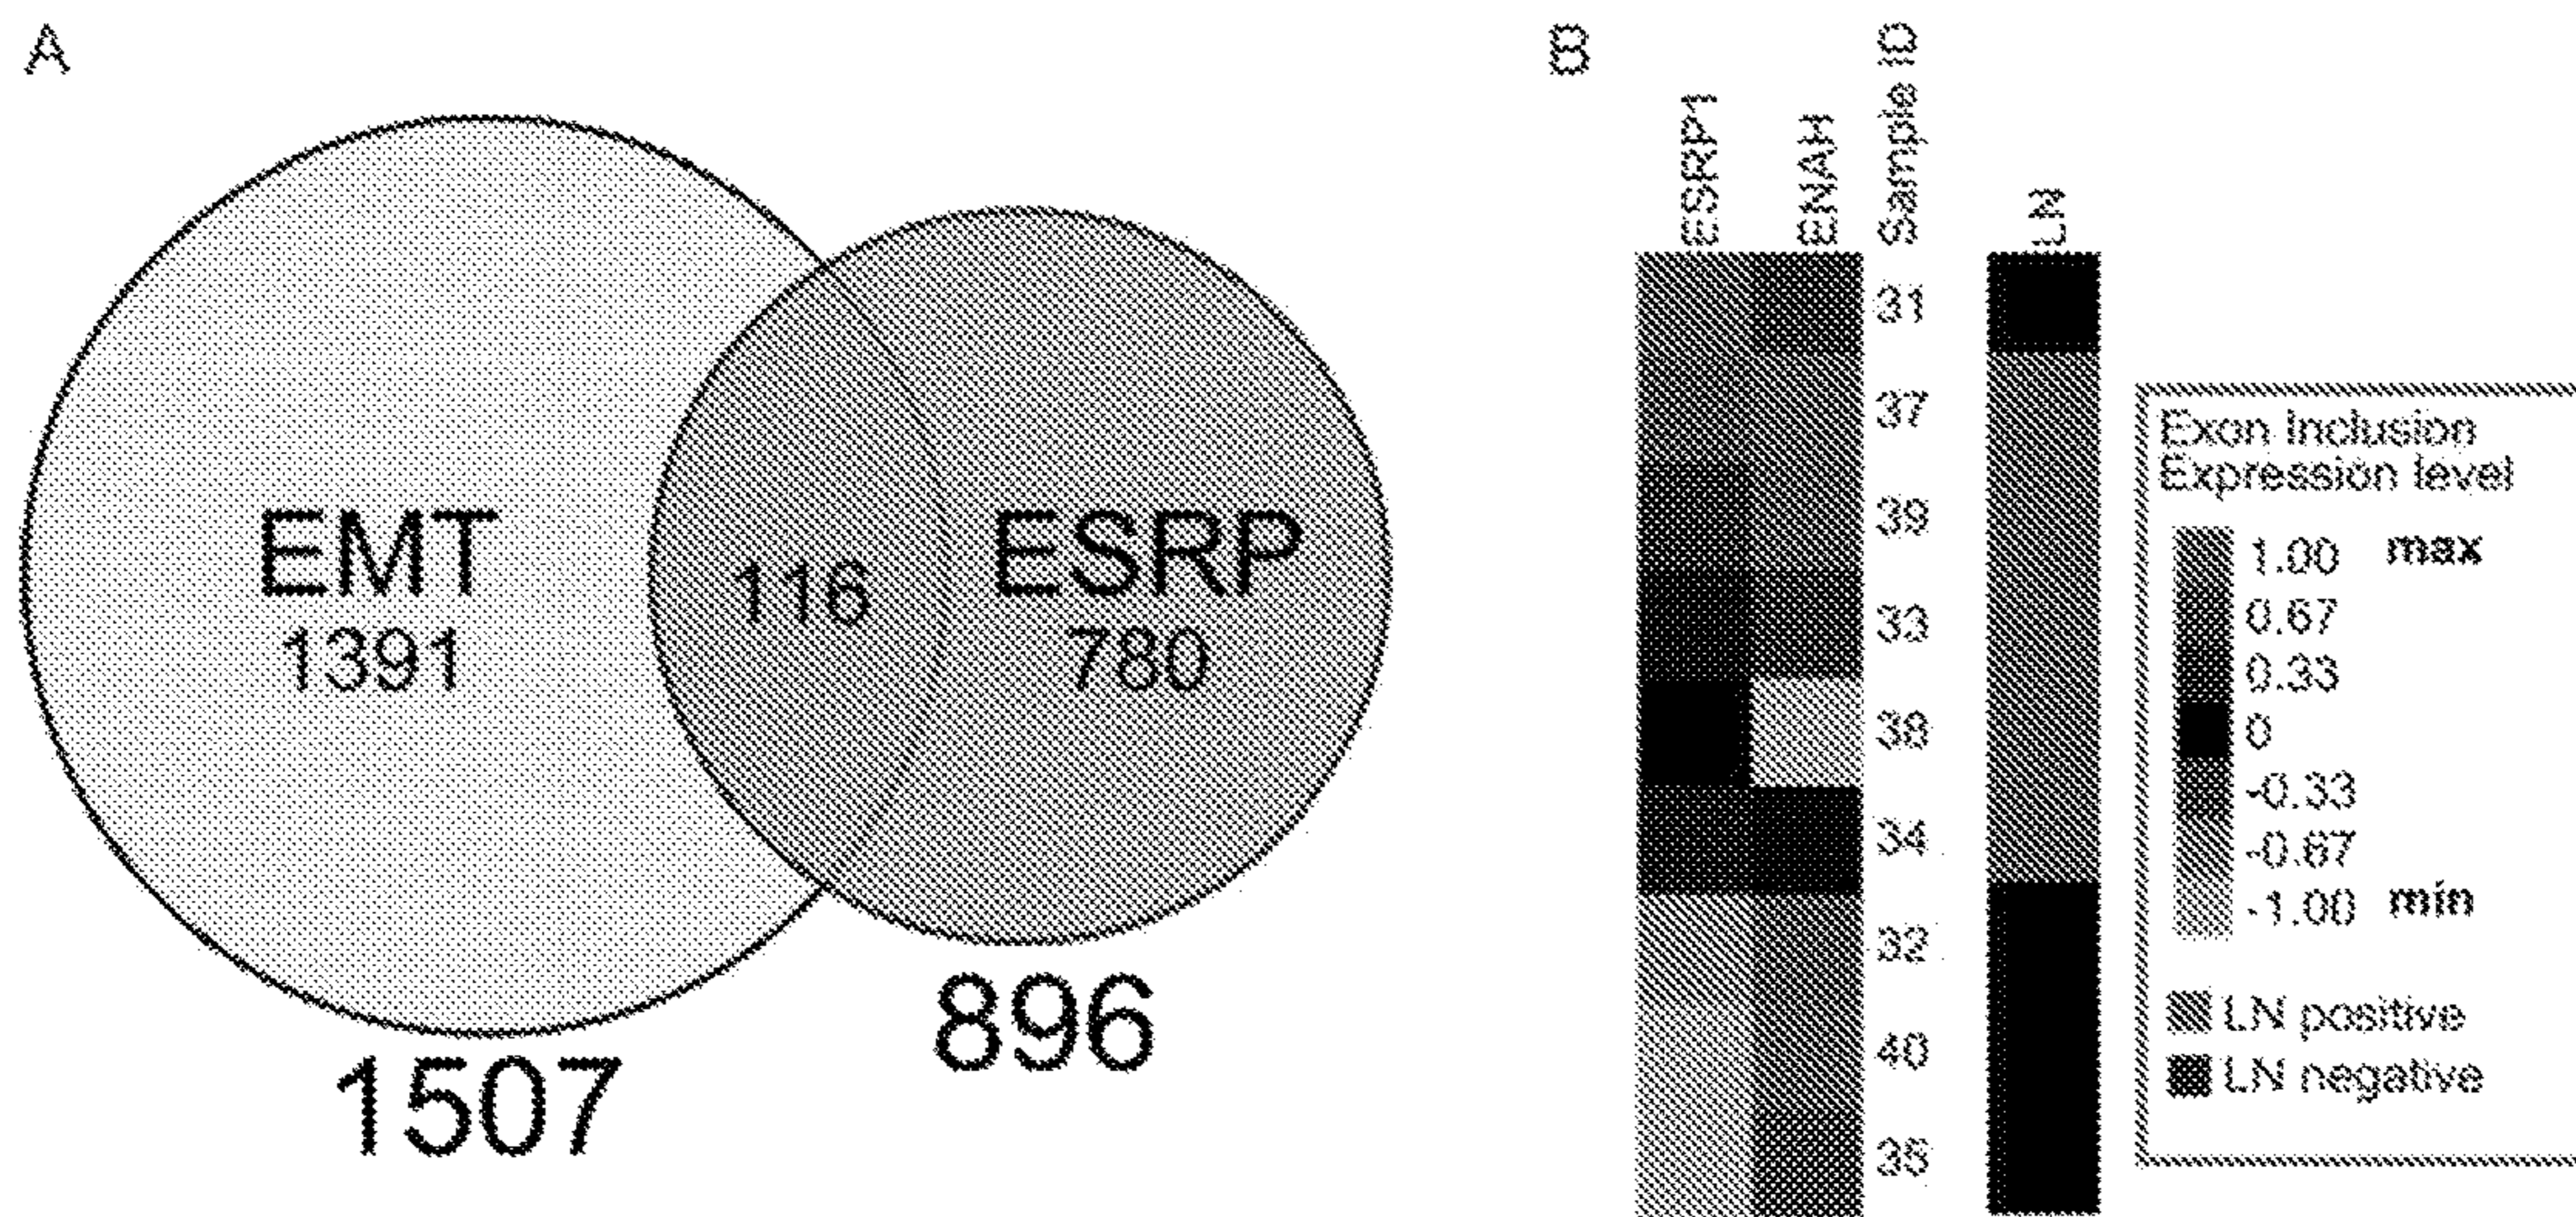 A
EMT
1391
116
ESRP
780
1507
896
B
ESRP1
ENAH
Sample ID
LN
31
37
39
33
38
34
32
40
35
Exon Inclusion
Expression level
1.00 max
0.67
0.33
0
-0.33
-0.67
-1.00 min
LN positive
LN negative